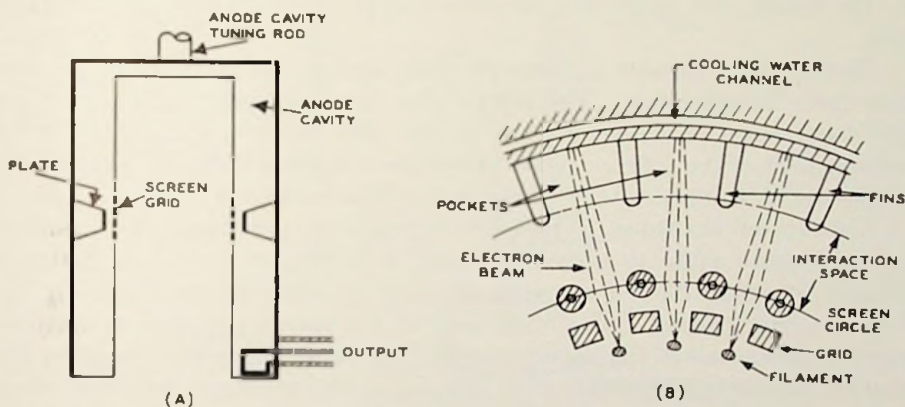 ANODE CAVITY
TUNING ROD
ANODE
CAVITY
PLATE
SCREEN
GRID
OUTPUT
(A)
COOLING WATER
CHANNEL
POCKETS
FINS
ELECTRON
BEAM
INTERACTION
SPACE
SCREEN
CIRCLE
GRID
FILAMENT
(B)